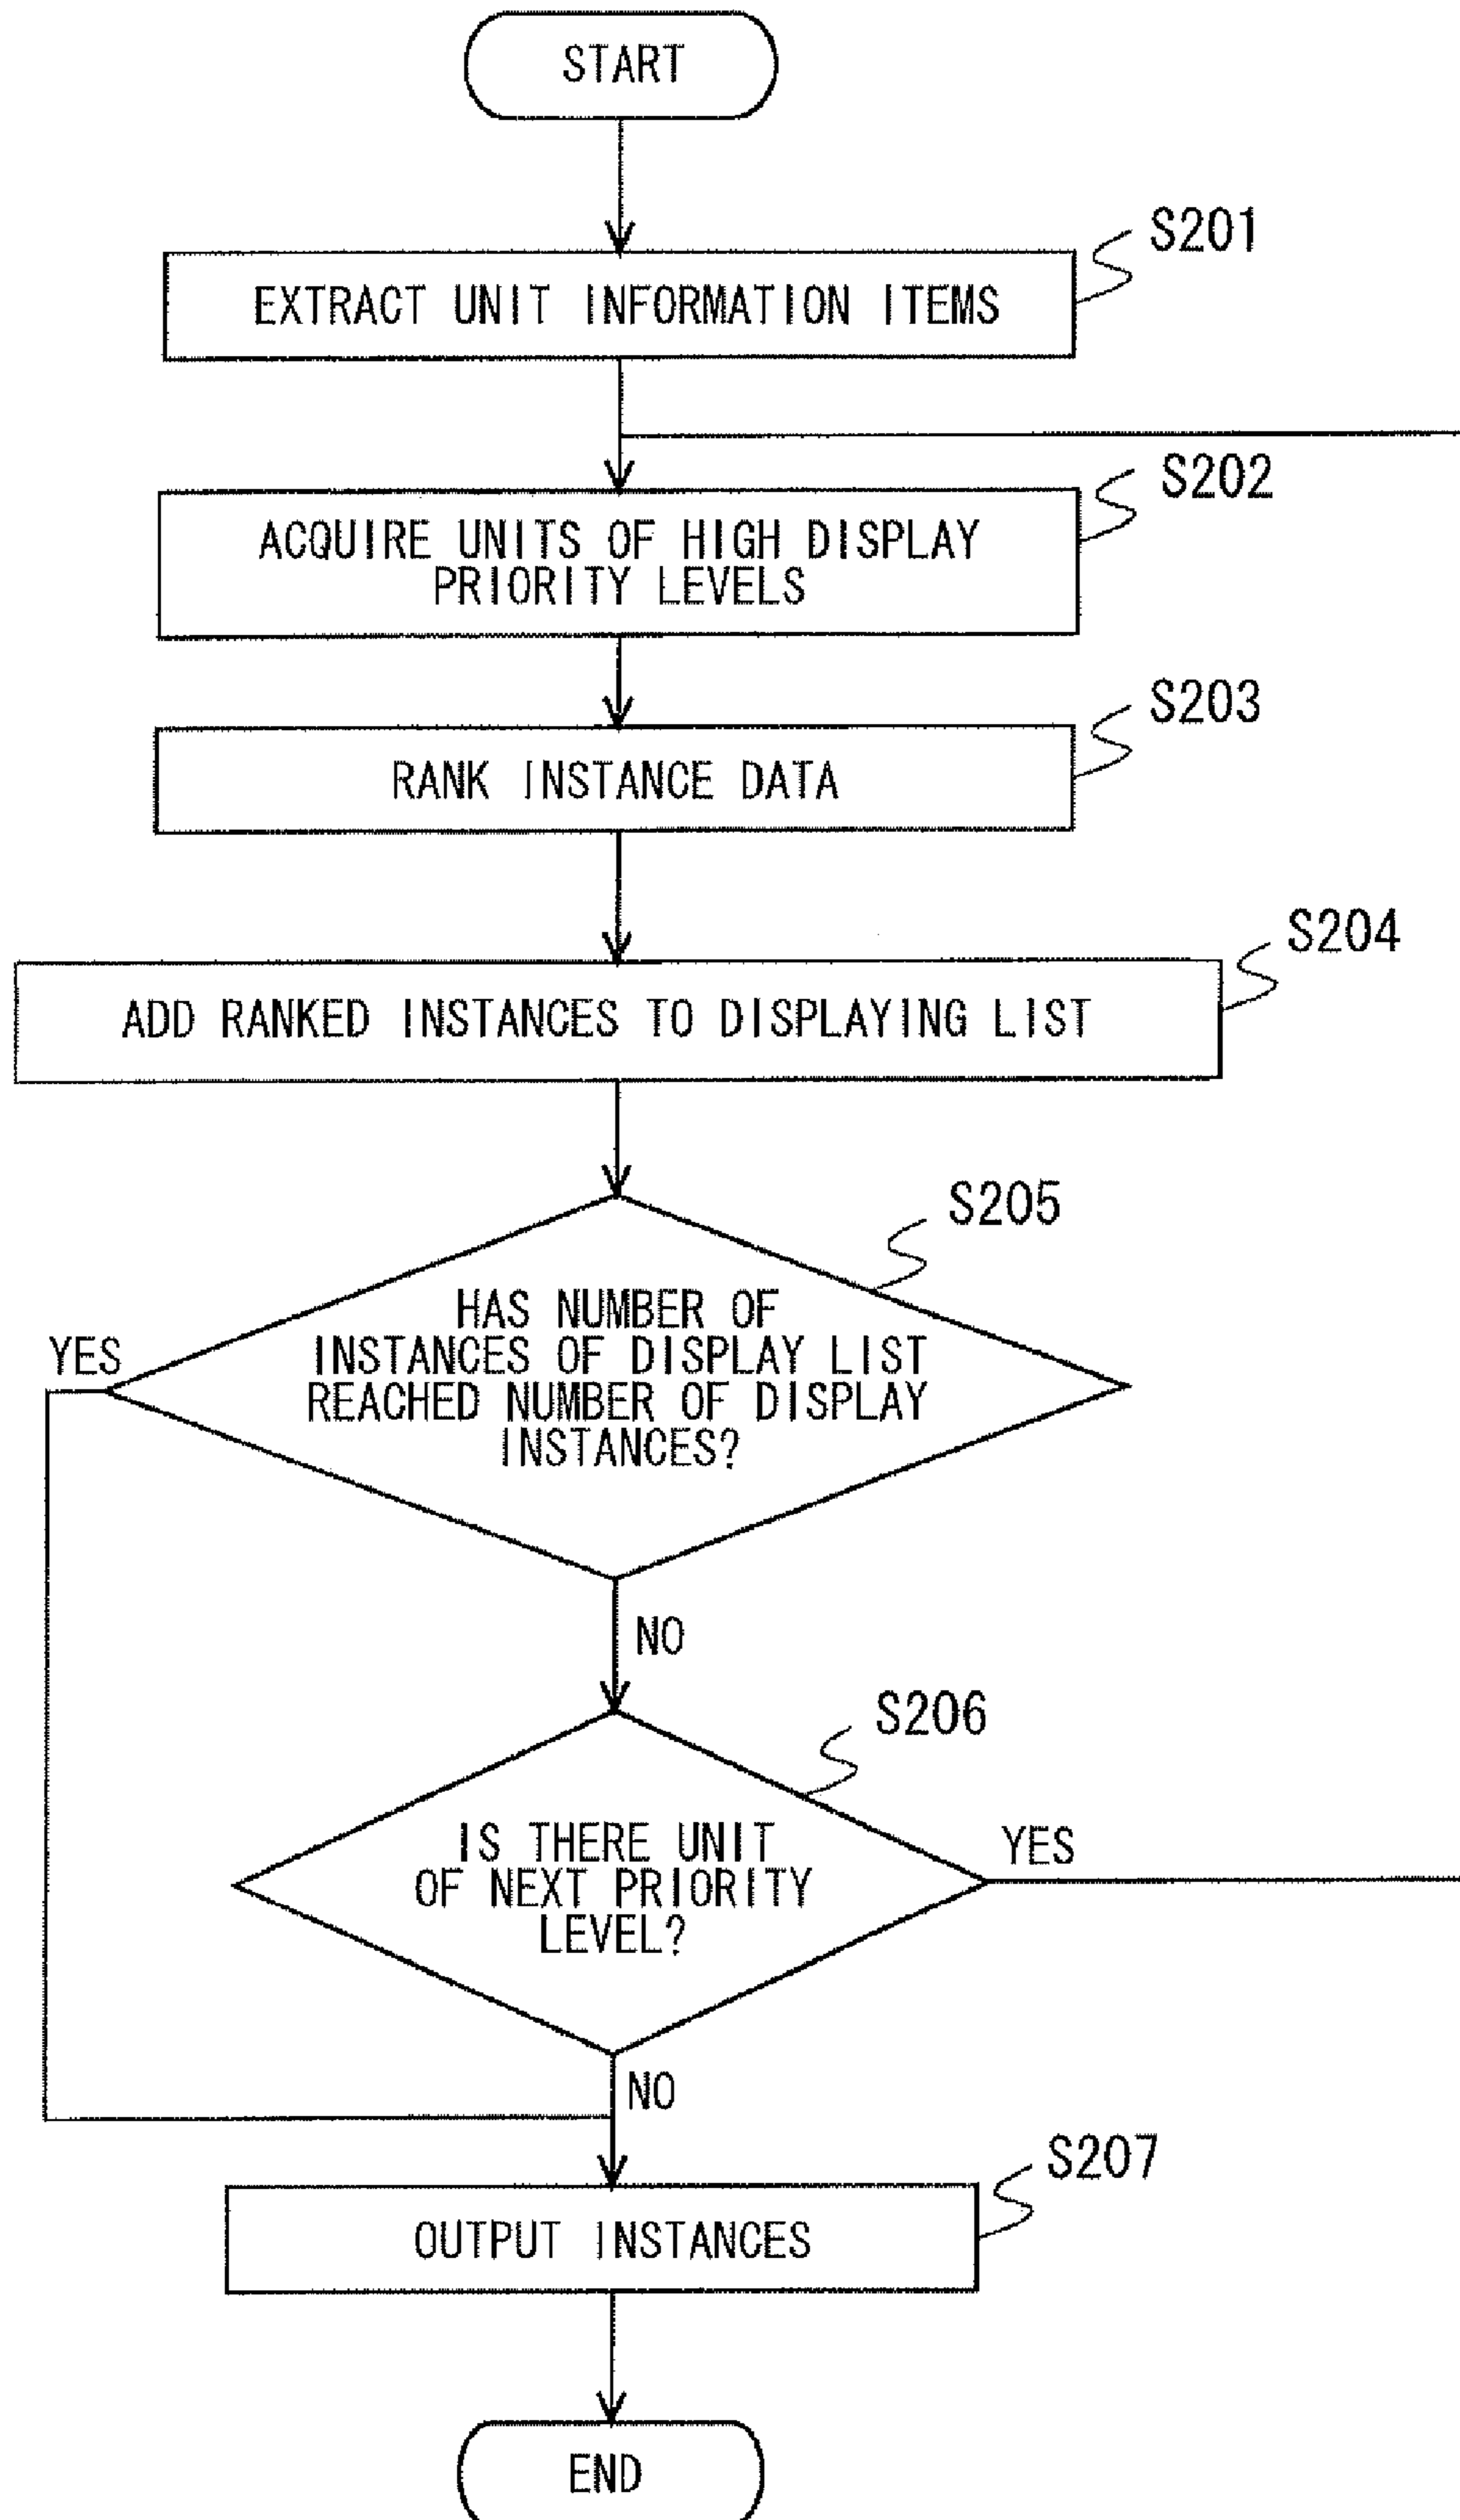 START
S201
EXTRACT UNIT INFORMATION ITEMS
S202
ACQUIRE UNITS OF HIGH DISPLAY
PRIORITY LEVELS
S203
RANK INSTANCE DATA
S204
ADD RANKED INSTANCES TO DISPLAYING LIST
S205
HAS NUMBER OF
INSTANCES OF DISPLAY LIST
REACHED NUMBER OF DISPLAY
INSTANCES?
YES
NO
S206
IS THERE UNIT
OF NEXT PRIORITY
LEVEL?
YES
NO
S207
OUTPUT INSTANCES
END